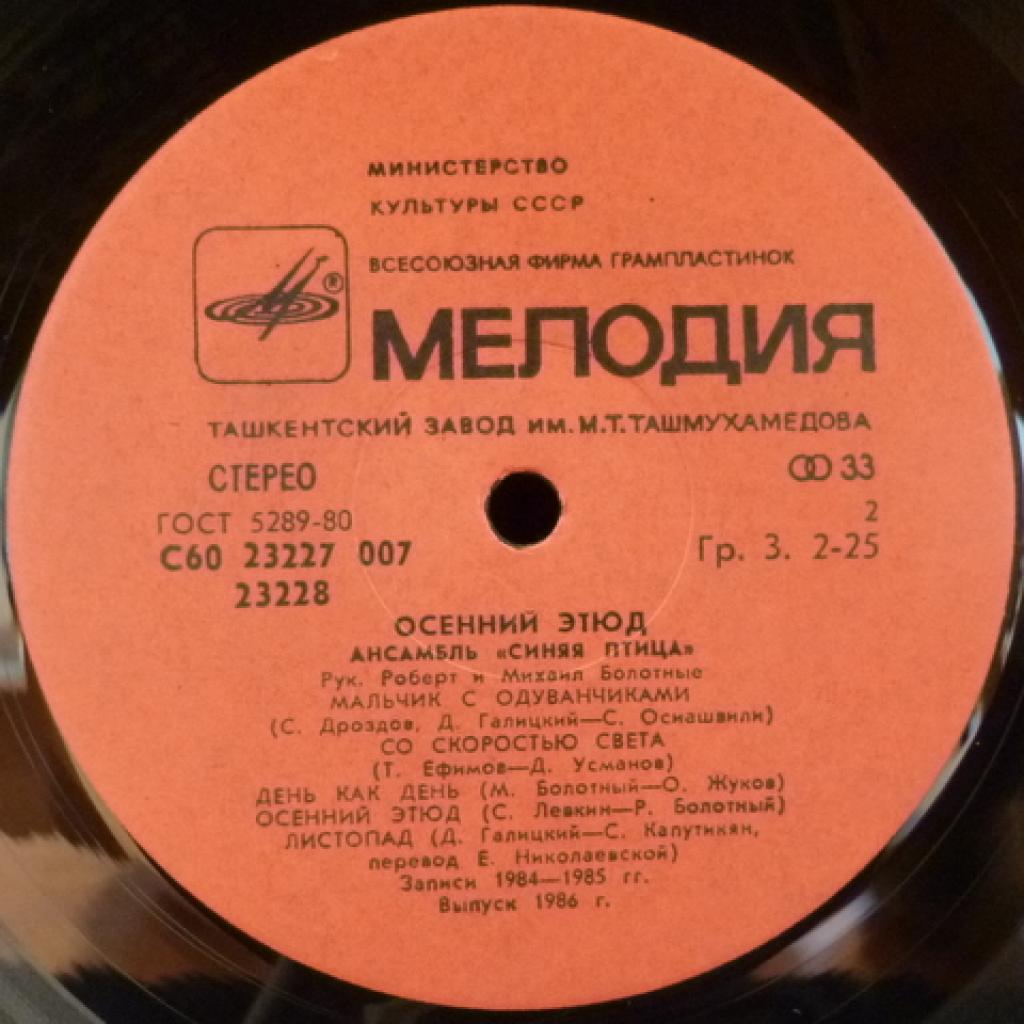 МИНИСТЕРСТВО
КУЛЬТУРЫ СССР
ВСЕСОЮЗНАЯ ФИРМА ГРАМПЛАСТИНОК
®
МЕЛОДИЯ
ТАШКЕНТСКИЙ ЗАВОД ИМ. М.Т.ТАШМУХАМЕДОВА
СТЕРЕО 33
ГОСТ 5289-80 2
С60 23227 007 Гр. 3. 2-25
23228
ОСЕННИЙ ЭТЮД
АНСАМБЛЬ «СИНЯЯ ПТИЦА»
Рук. Роберт и Михаил Болотные
МАЛЬЧИК С ОДУВАНЧИКАМИ
(С. Дроздов, Д. Галицкий—С. Осиашвили)
СО СКОРОСТЬЮ СВЕТА
(Т. Ефимов—Д. Усманов)
ДЕНЬ КАК ДЕНЬ (М. Болотный—О. Жуков)
ОСЕННИЙ ЭТЮД (С. Левкин—Р. Болотный)
ЛИСТОПАД (Д. Галицкий—С. Капутикян,
перевод Е. Николаевской)
Записи 1984—1985 гг.
Выпуск 1986 г.